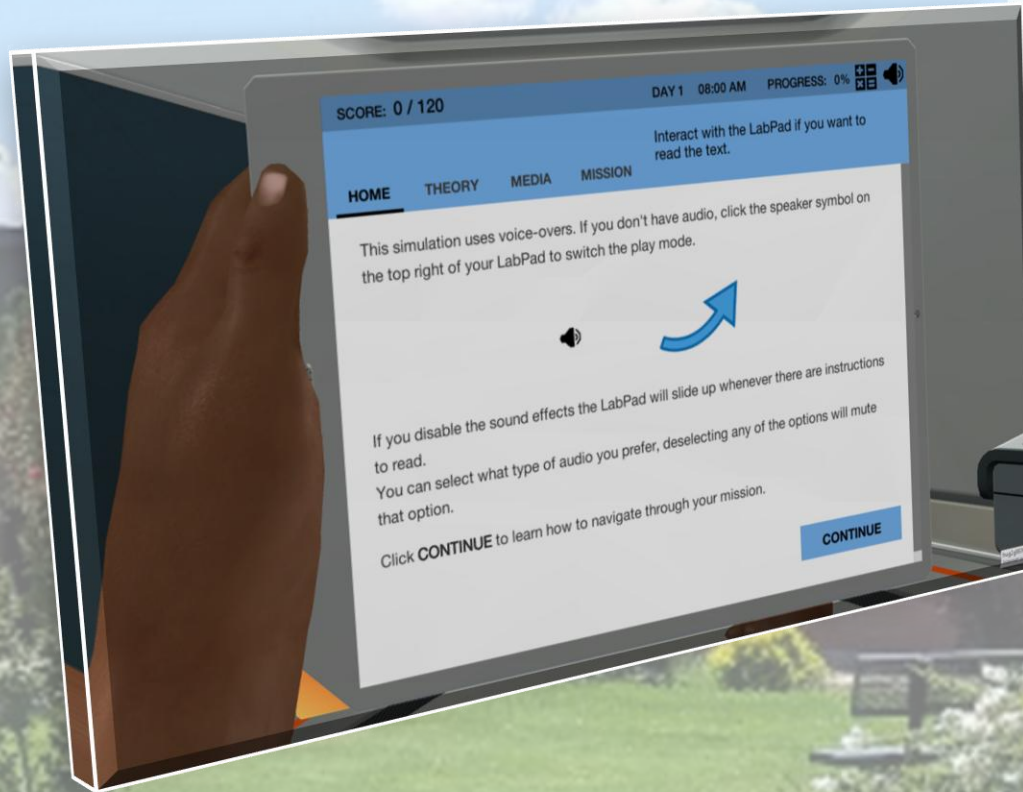 SCORE: 0 / 120
DAY 1 08:00 AM PROGRESS: 0%
Interact with the LabPad if you want to
read the text.
HOME THEORY MEDIA MISSION
This simulation uses voice-overs. If you don't have audio, click the speaker symbol on
the top right of your LabPad to switch the play mode.
If you disable the sound effects the LabPad will slide up whenever there are instructions
to read.
You can select what type of audio you prefer, deselecting any of the options will mute
that option.
Click CONTINUE to learn how to navigate through your mission.
CONTINUE